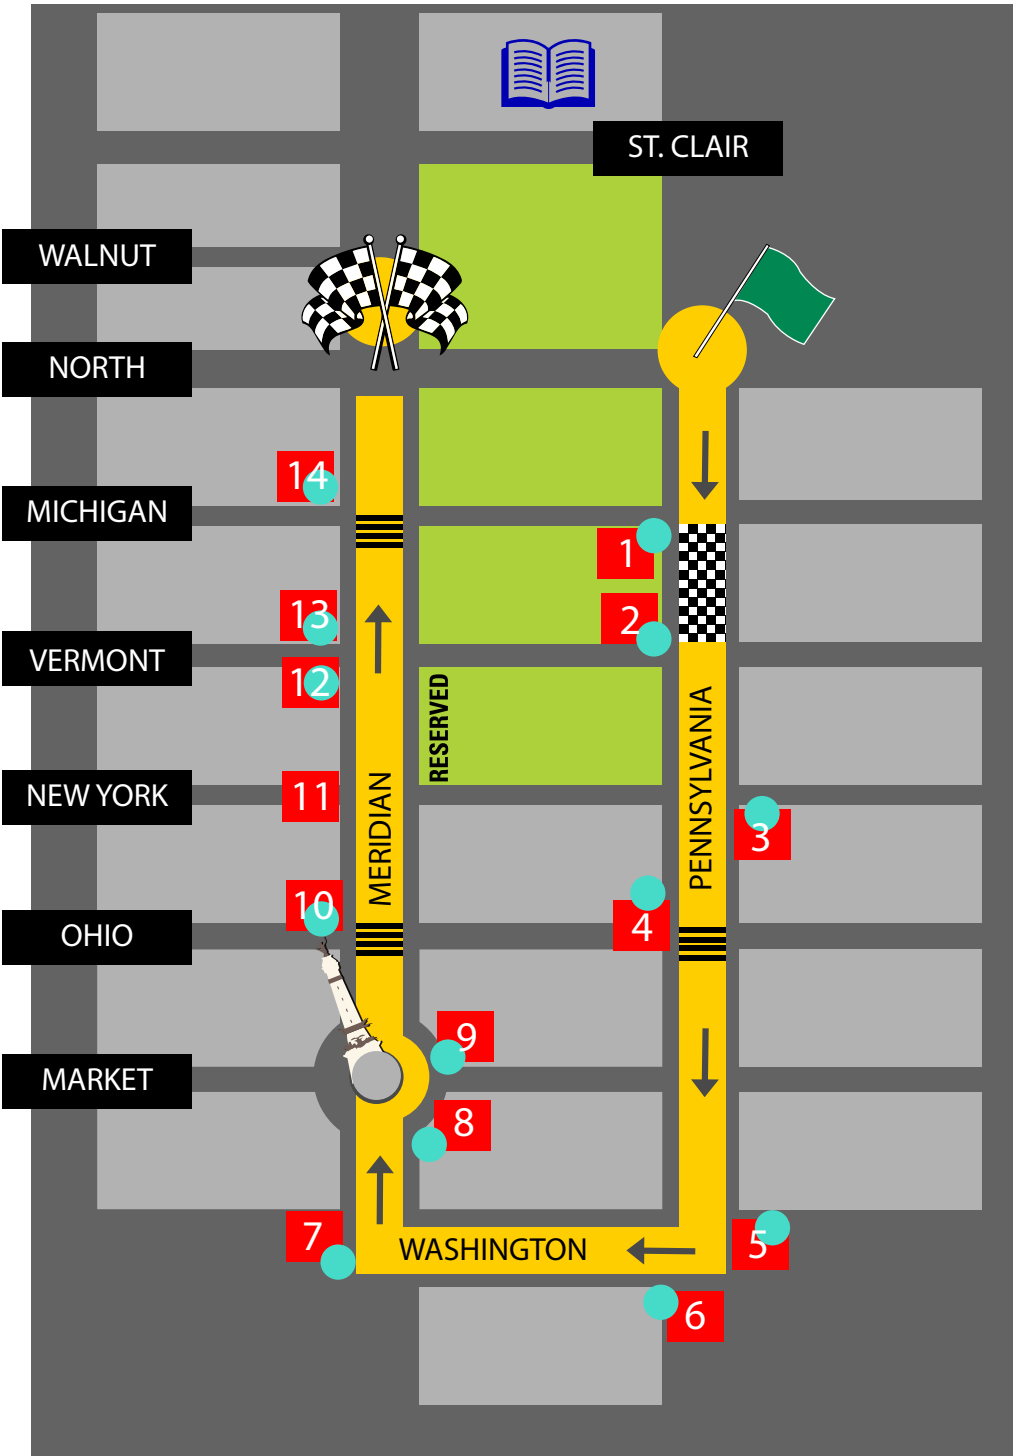 ST. CLAIR
WALNUT
NORTH
14
MICHIGAN
1
13
2
VERMONT
12
RESERVED
PENNSYLVANIA
NEW YORK
11
MERIDIAN
3
10
4
OHIO
9
MARKET
8
7
WASHINGTON
5
6